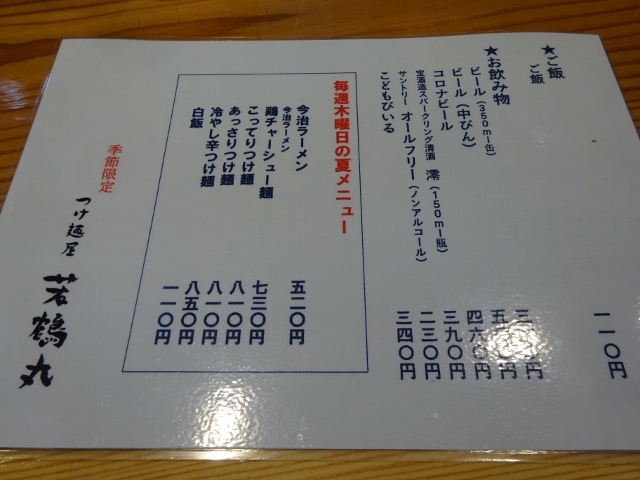 ★ご飯
ご飯 一一〇円
★お飲み物
ビール(350ml缶)
ビール(中びん)
コロナビール 四六〇円
宝酒造スパークリング清酒 澪(150ml瓶) 三九〇円
サントリー オールフリー(ノンアルコール) 二三〇円
こどもびいる 三四〇円
毎週木曜日の夏メニュー
今治ラーメン 五二〇円
今治ラーメン
鶏チャーシュー麺 七三〇円
こってりつけ麺 八一〇円
あっさりつけ麺 八一〇円
冷やし辛つけ麺 八五〇円
白飯 一一〇円
季節限定
つけ麺屋 若鶴丸